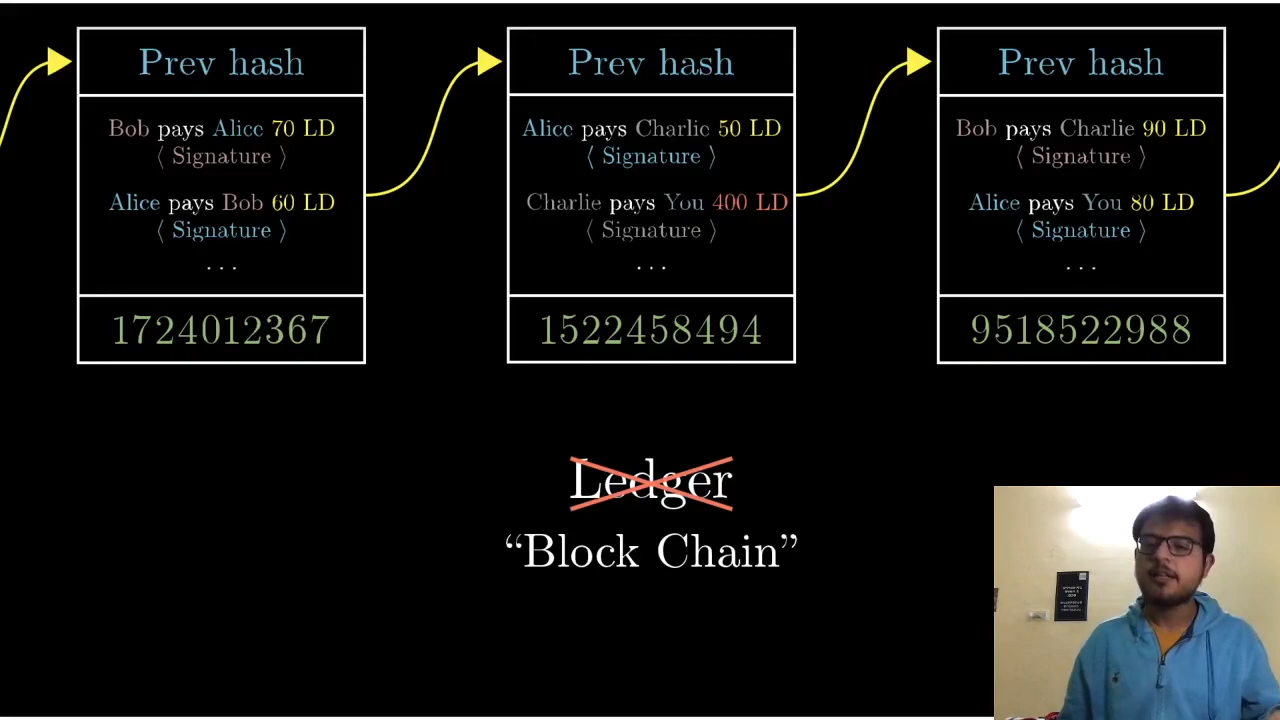 Prev hash
Bob pays Alice 70 LD
⟨ Signature ⟩
Alice pays Bob 60 LD
⟨ Signature ⟩
...
1724012367
Prev hash
Alice pays Charlie 50 LD
⟨ Signature ⟩
Charlie pays You 400 LD
⟨ Signature ⟩
...
1522458494
Prev hash
Bob pays Charlie 90 LD
⟨ Signature ⟩
Alice pays You 80 LD
⟨ Signature ⟩
...
9518522988
Ledger
“Block Chain”